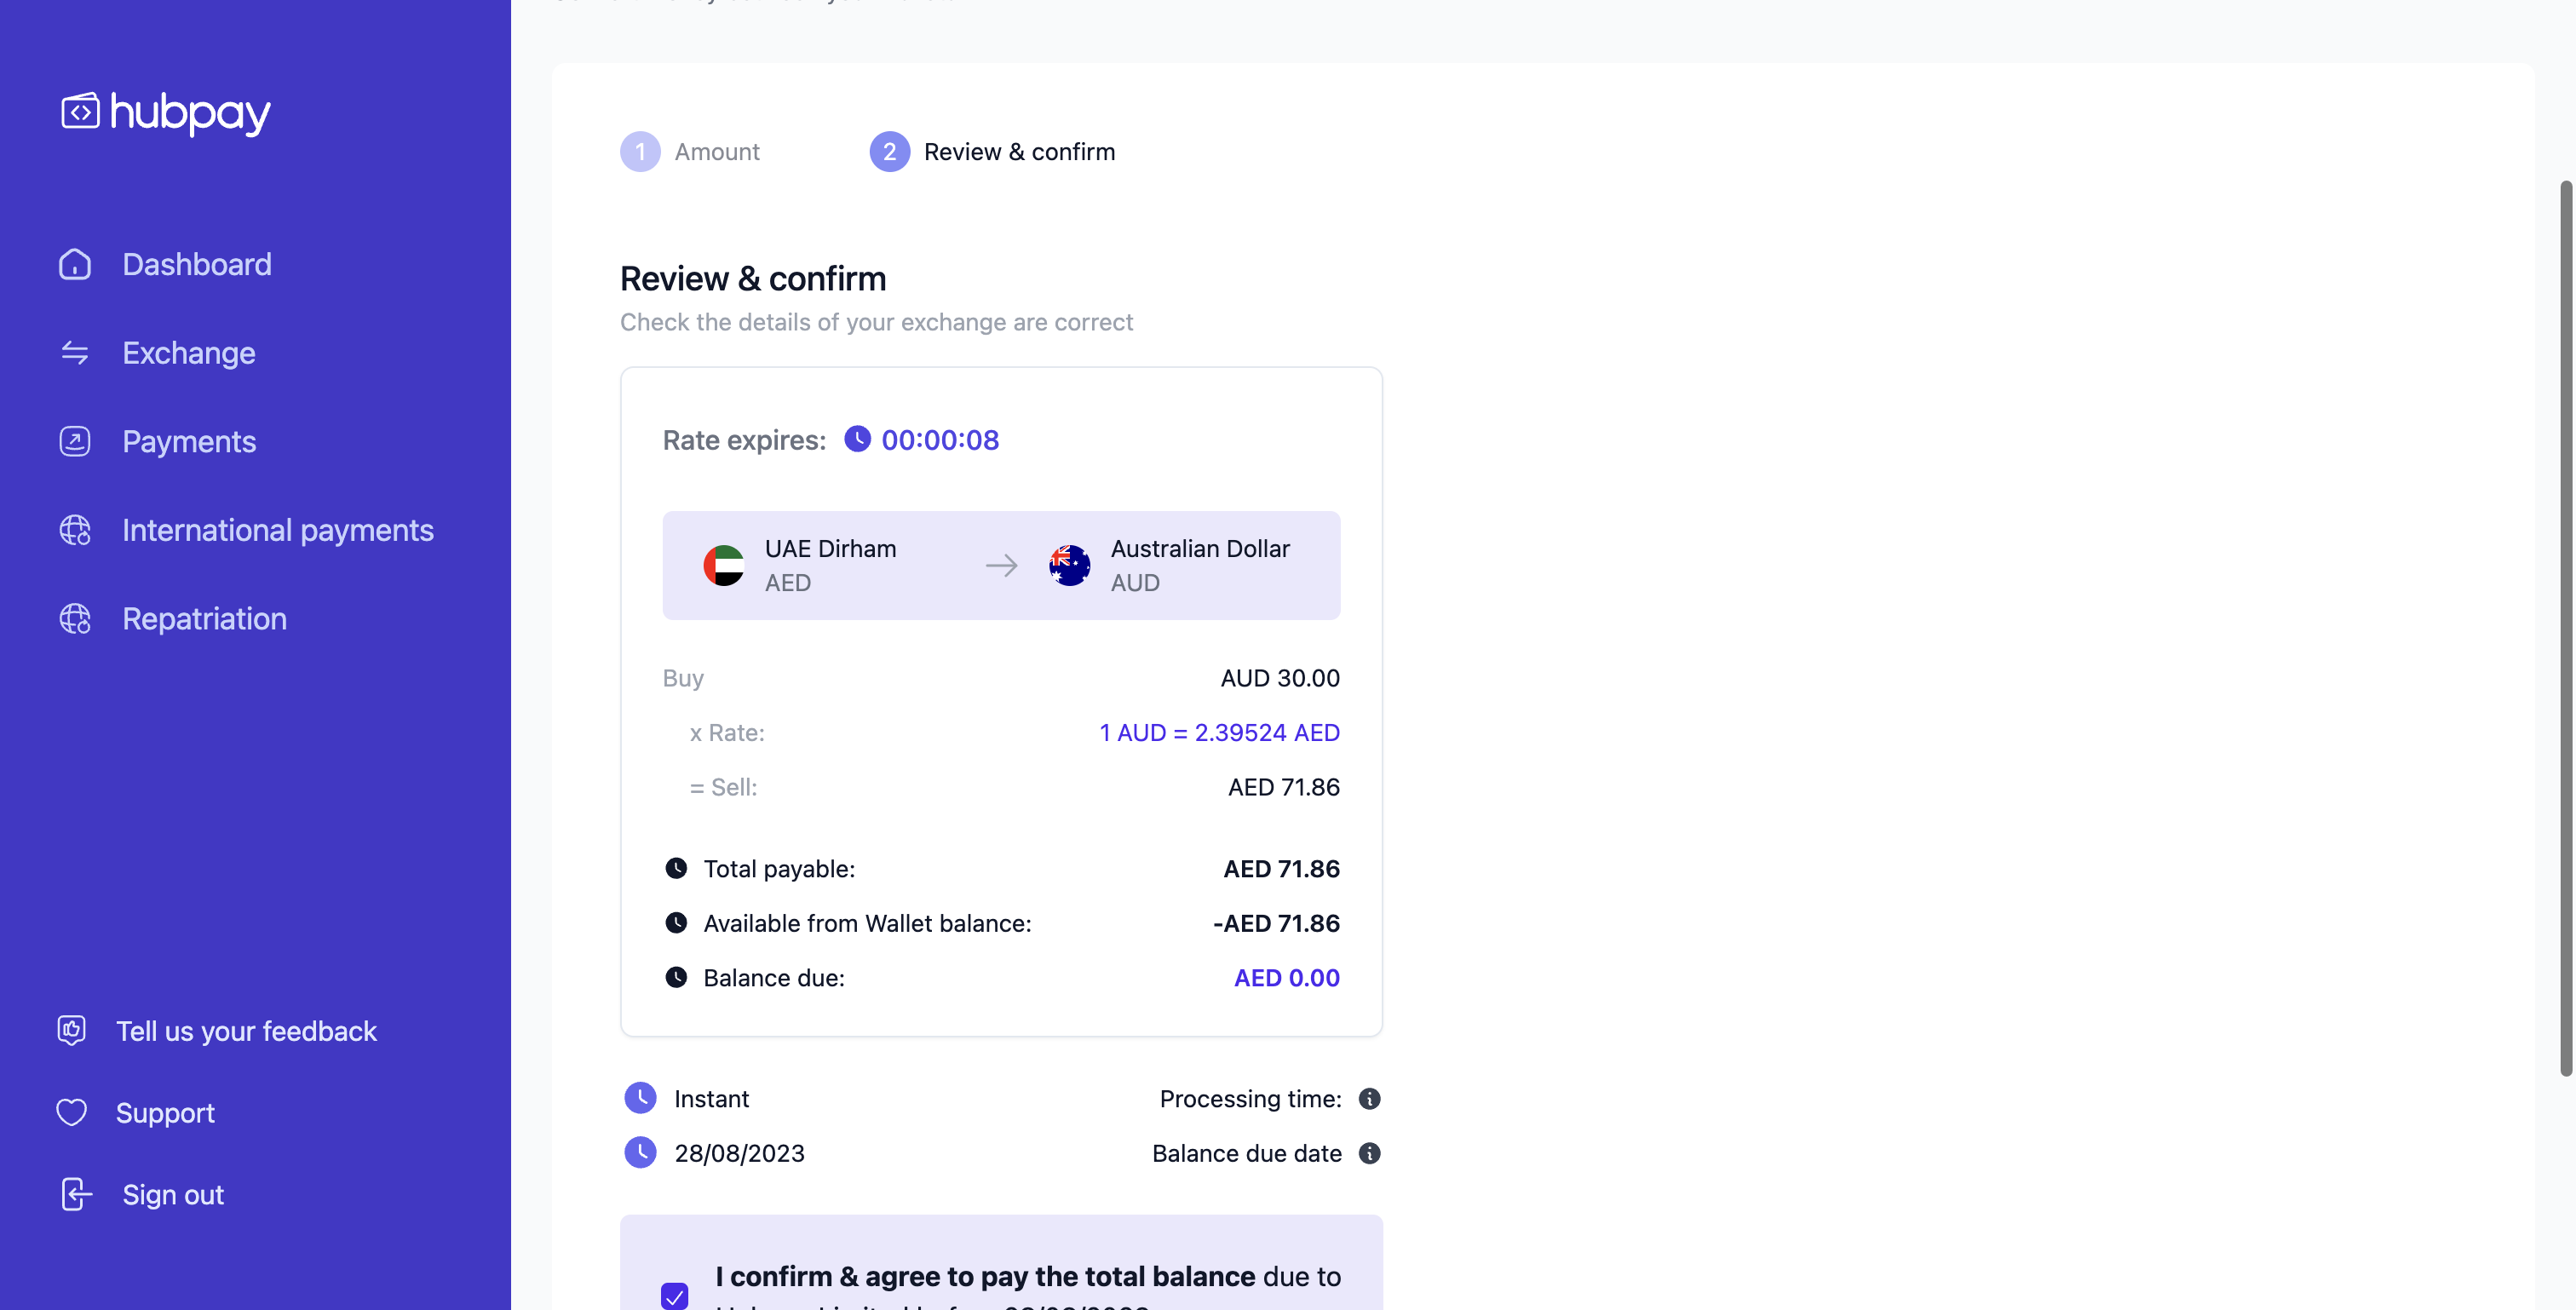 hubpay
Dashboard
Exchange
Payments
International payments
Repatriation
Tell us your feedback
Support
Sign out
1 Amount
2 Review & confirm
Review & confirm
Check the details of your exchange are correct
Rate expires: 00:00:08
UAE Dirham
AED
Australian Dollar
AUD
Buy AUD 30.00
x Rate: 1 AUD = 2.39524 AED
= Sell: AED 71.86
Total payable: AED 71.86
Available from Wallet balance: -AED 71.86
Balance due: AED 0.00
Instant Processing time:
28/08/2023 Balance due date
I confirm & agree to pay the total balance due to